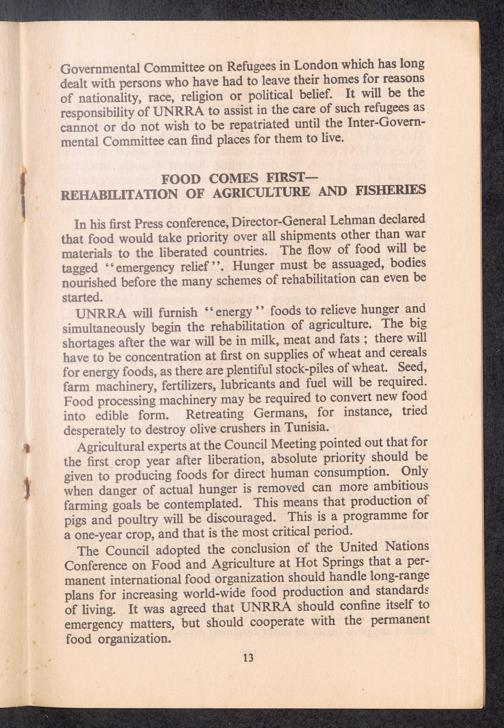 Governmental Committee on Refugees in London which has long
dealt with persons who have had to leave their homes for reasons
of nationality, race, religion or political belief. It will be the
responsibility of UNRRA to assist in the care of such refugees as
cannot or do not wish to be repatriated until the Inter-Govern-
mental Committee can find places for them to live.
FOOD COMES FIRST—
REHABILITATION OF AGRICULTURE AND FISHERIES
In his first Press conference, Director-General Lehman declared
that food would take priority over all shipments other than war
materials to the liberated countries. The flow of food will be
tagged "emergency relief". Hunger must be assuaged, bodies
nourished before the many schemes of rehabilitation can even be
started.
UNRRA will furnish "energy" foods to relieve hunger and
simultaneously begin the rehabilitation of agriculture. The big
shortages after the war will be in milk, meat and fats ; there will
have to be concentration at first on supplies of wheat and cereals
for energy foods, as there are plentiful stock-piles of wheat. Seed,
farm machinery, fertilizers, lubricants and fuel will be required.
Food processing machinery may be required to convert new food
into edible form. Retreating Germans, for instance, tried
desperately to destroy olive crushers in Tunisia.
Agricultural experts at the Council Meeting pointed out that for
the first crop year after liberation, absolute priority should be
given to producing foods for direct human consumption. Only
when danger of actual hunger is removed can more ambitious
farming goals be contemplated. This means that production of
pigs and poultry will be discouraged. This is a programme for
a one-year crop, and that is the most critical period.
The Council adopted the conclusion of the United Nations
Conference on Food and Agriculture at Hot Springs that a per-
manent international food organization should handle long-range
plans for increasing world-wide food production and standards
of living. It was agreed that UNRRA should confine itself to
emergency matters, but should cooperate with the permanent
food organization.
13